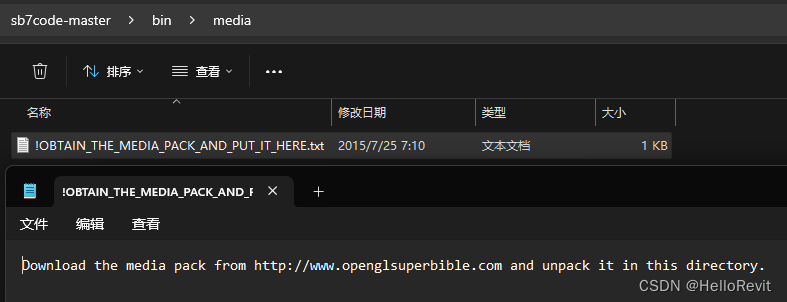 sb7code-master > bin > media
排序 查看 •••
名称 修改日期 类型 大小
!OBTAIN_THE_MEDIA_PACK_AND_PUT_IT_HERE.txt 2015/7/25 7:10 文本文档 1 KB
!OBTAIN_THE_MEDIA_PACK_AND_F
文件 编辑 查看
Download the media pack from http://www.openglsuperbible.com and unpack it in this directory.
CSDN @HelloRevit